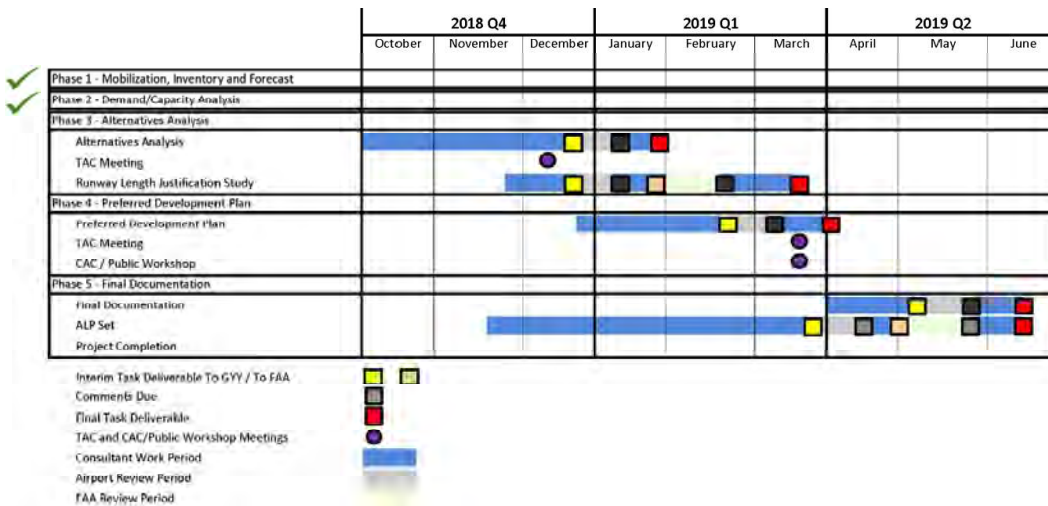 2018 Q4 2019 Q1 2019 Q2
October November December January February March April May June
Phase 1 - Mobilization, Inventory and Forecast
Phase 2 - Demand/Capacity Analysis
Phase 3 - Alternatives Analysis
Alternatives Analysis
TAC Meeting
Runway Length Justification Study
Phase 4 - Preferred Development Plan
Preferred Development Plan
TAC Meeting
CAC / Public Workshop
Phase 5 - Final Documentation
Final Documentation
ALP Set
Project Completion
Interim Task Deliverable To GYY / To FAA
Comments Due
Final Task Deliverable
TAC and CAC/Public Workshop Meetings
Consultant Work Period
Airport Review Period
FAA Review Period